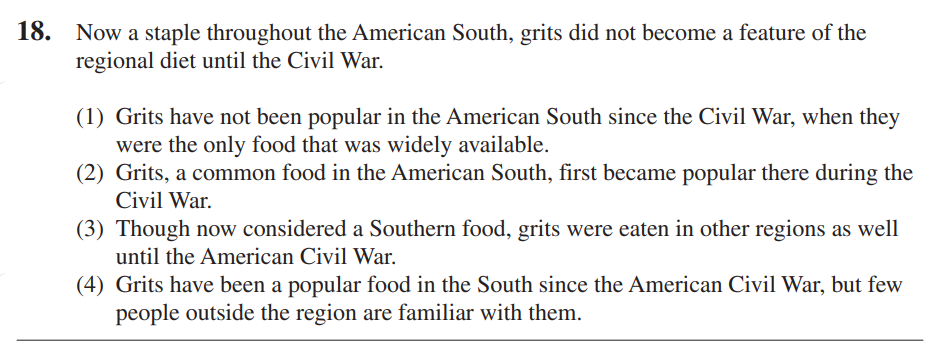 18. Now a staple throughout the American South, grits did not become a feature of the
regional diet until the Civil War.
(1) Grits have not been popular in the American South since the Civil War, when they
were the only food that was widely available.
(2) Grits, a common food in the American South, first became popular there during the
Civil War.
(3) Though now considered a Southern food, grits were eaten in other regions as well
until the American Civil War.
(4) Grits have been a popular food in the South since the American Civil War, but few
people outside the region are familiar with them.